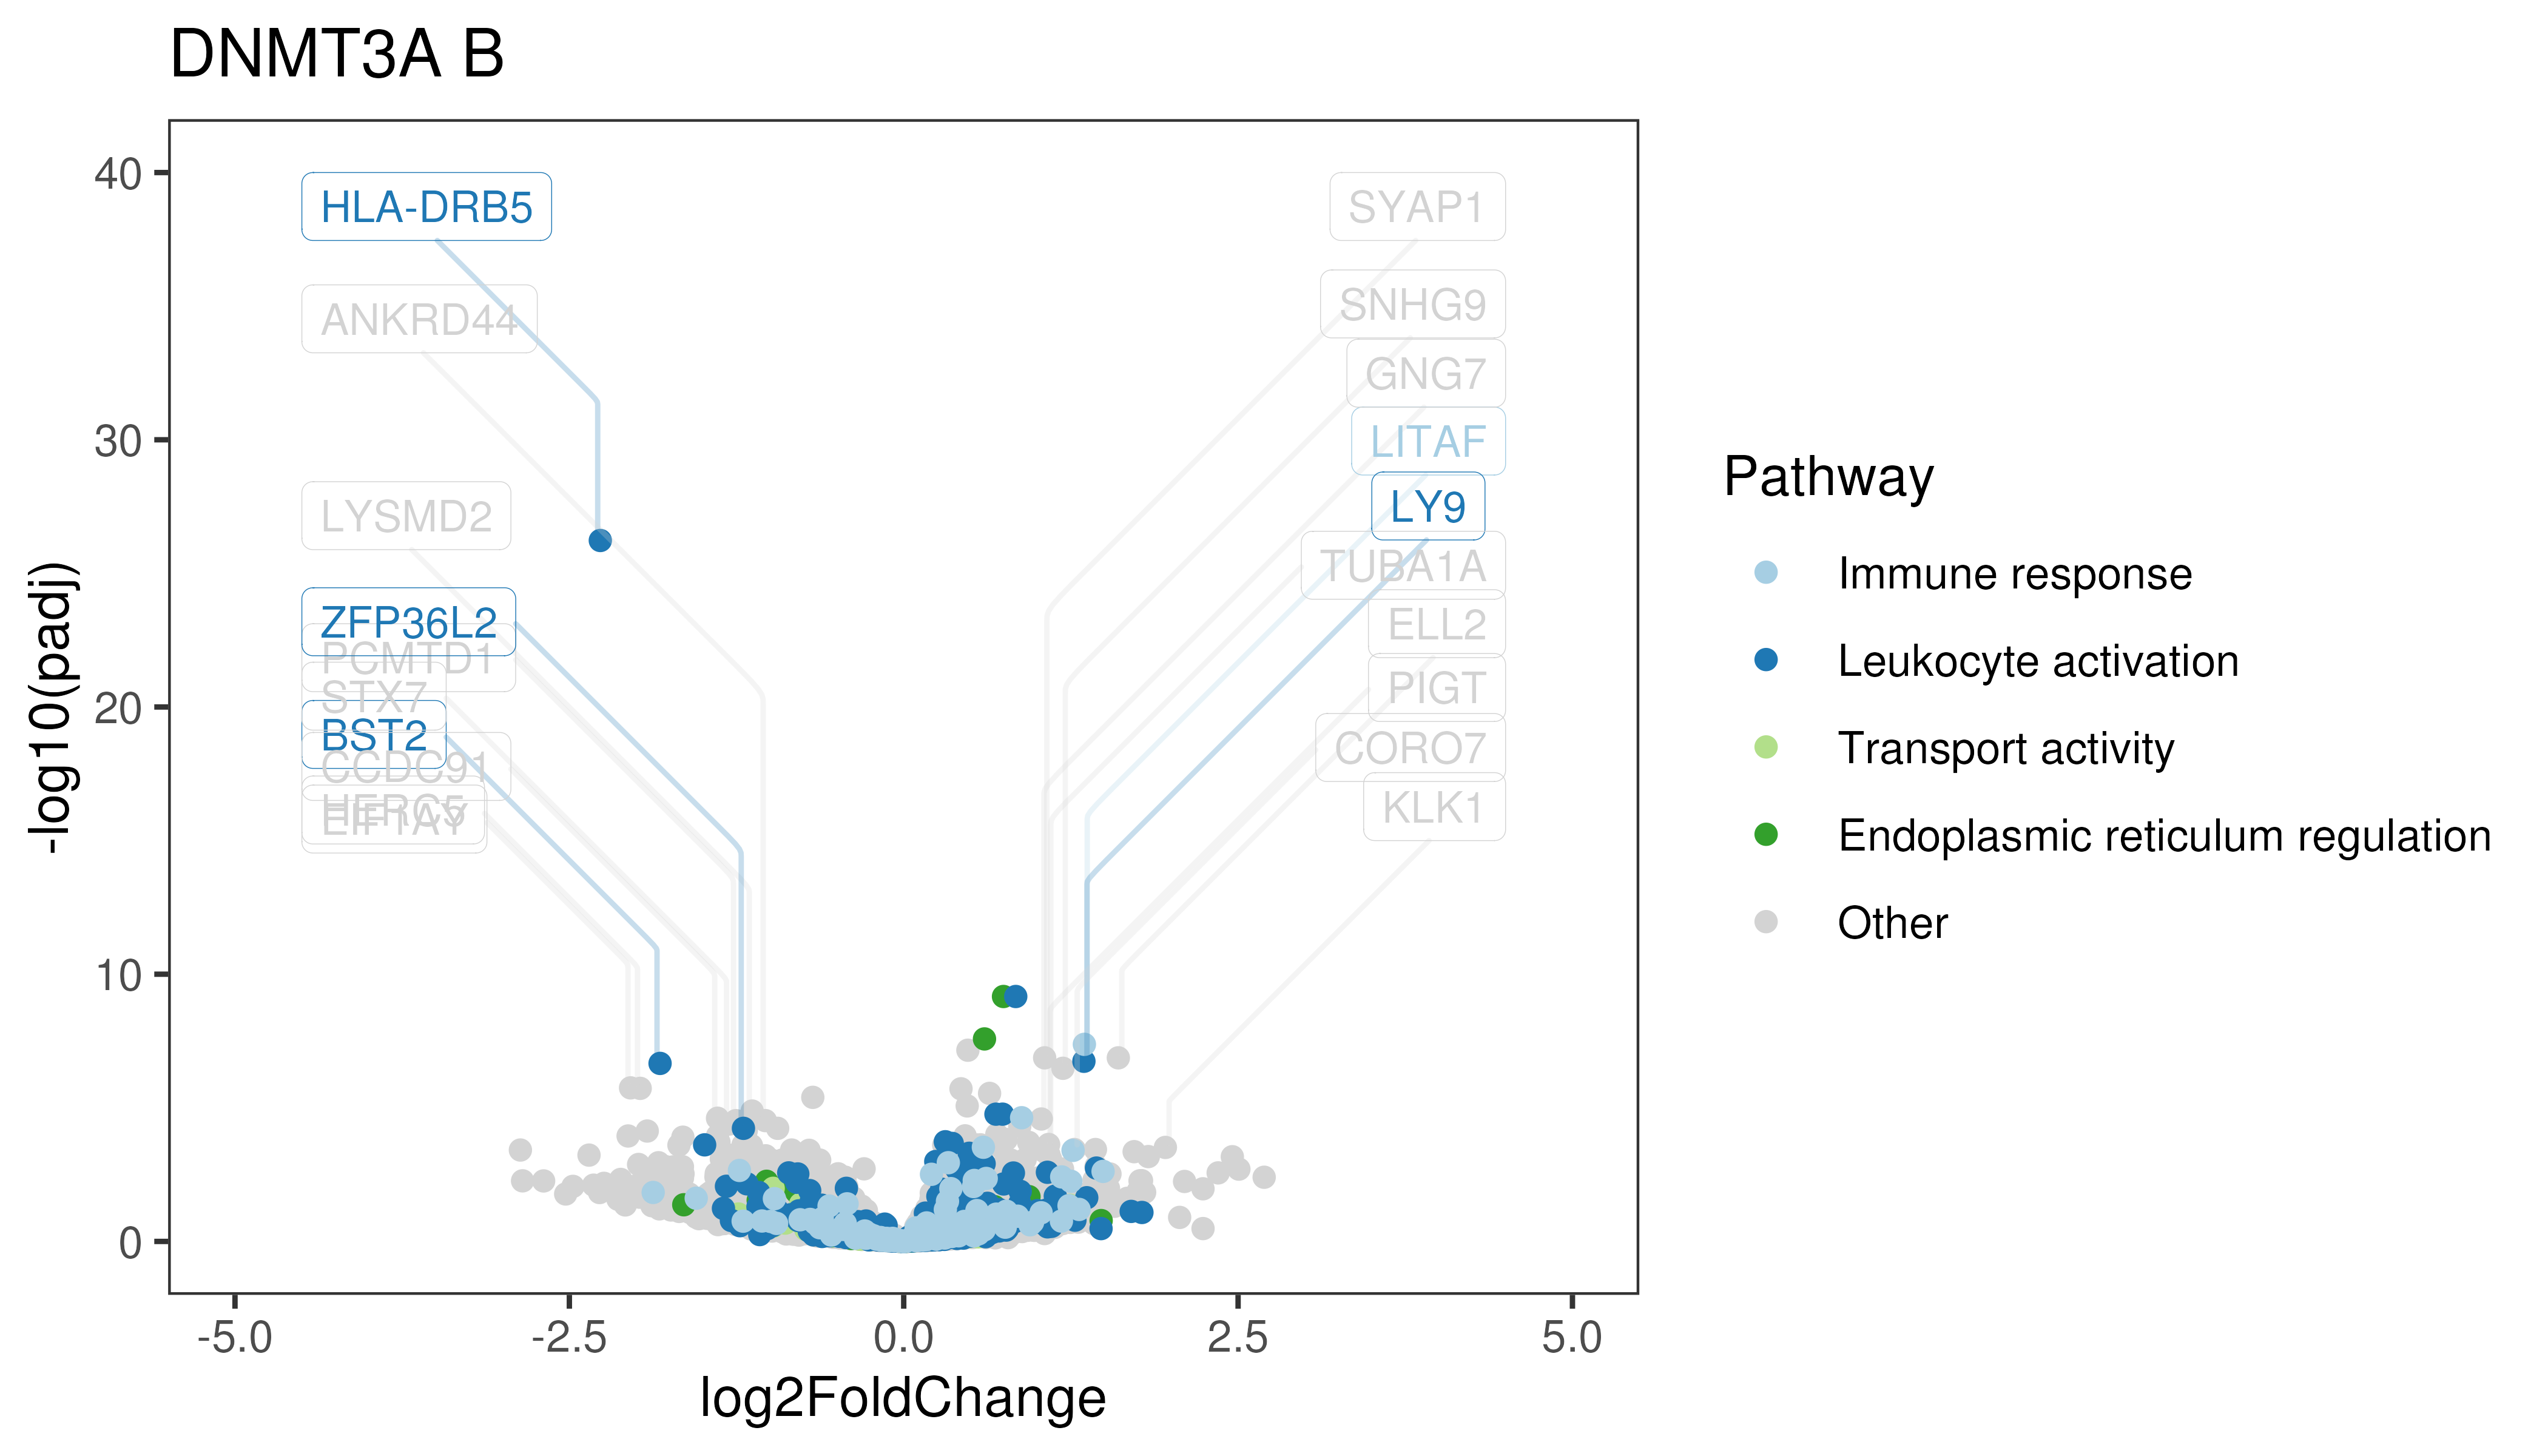 DNMT3A B
40
30
20
10
0
-log10(padj)
HLA-DRB5
ANKRD44
LYSMD2
ZFP36L2
PCMTD1
STX7
BST2
CCDC91
HERC5
EIF1AY
SYAP1
SNHG9
GNG7
LITAF
LY9
TUBA1A
ELL2
PIGT
CORO7
KLK1
-5.0
-2.5
0.0
2.5
5.0
log2FoldChange
Pathway
Immune response
Leukocyte activation
Transport activity
Endoplasmic reticulum regulation
Other